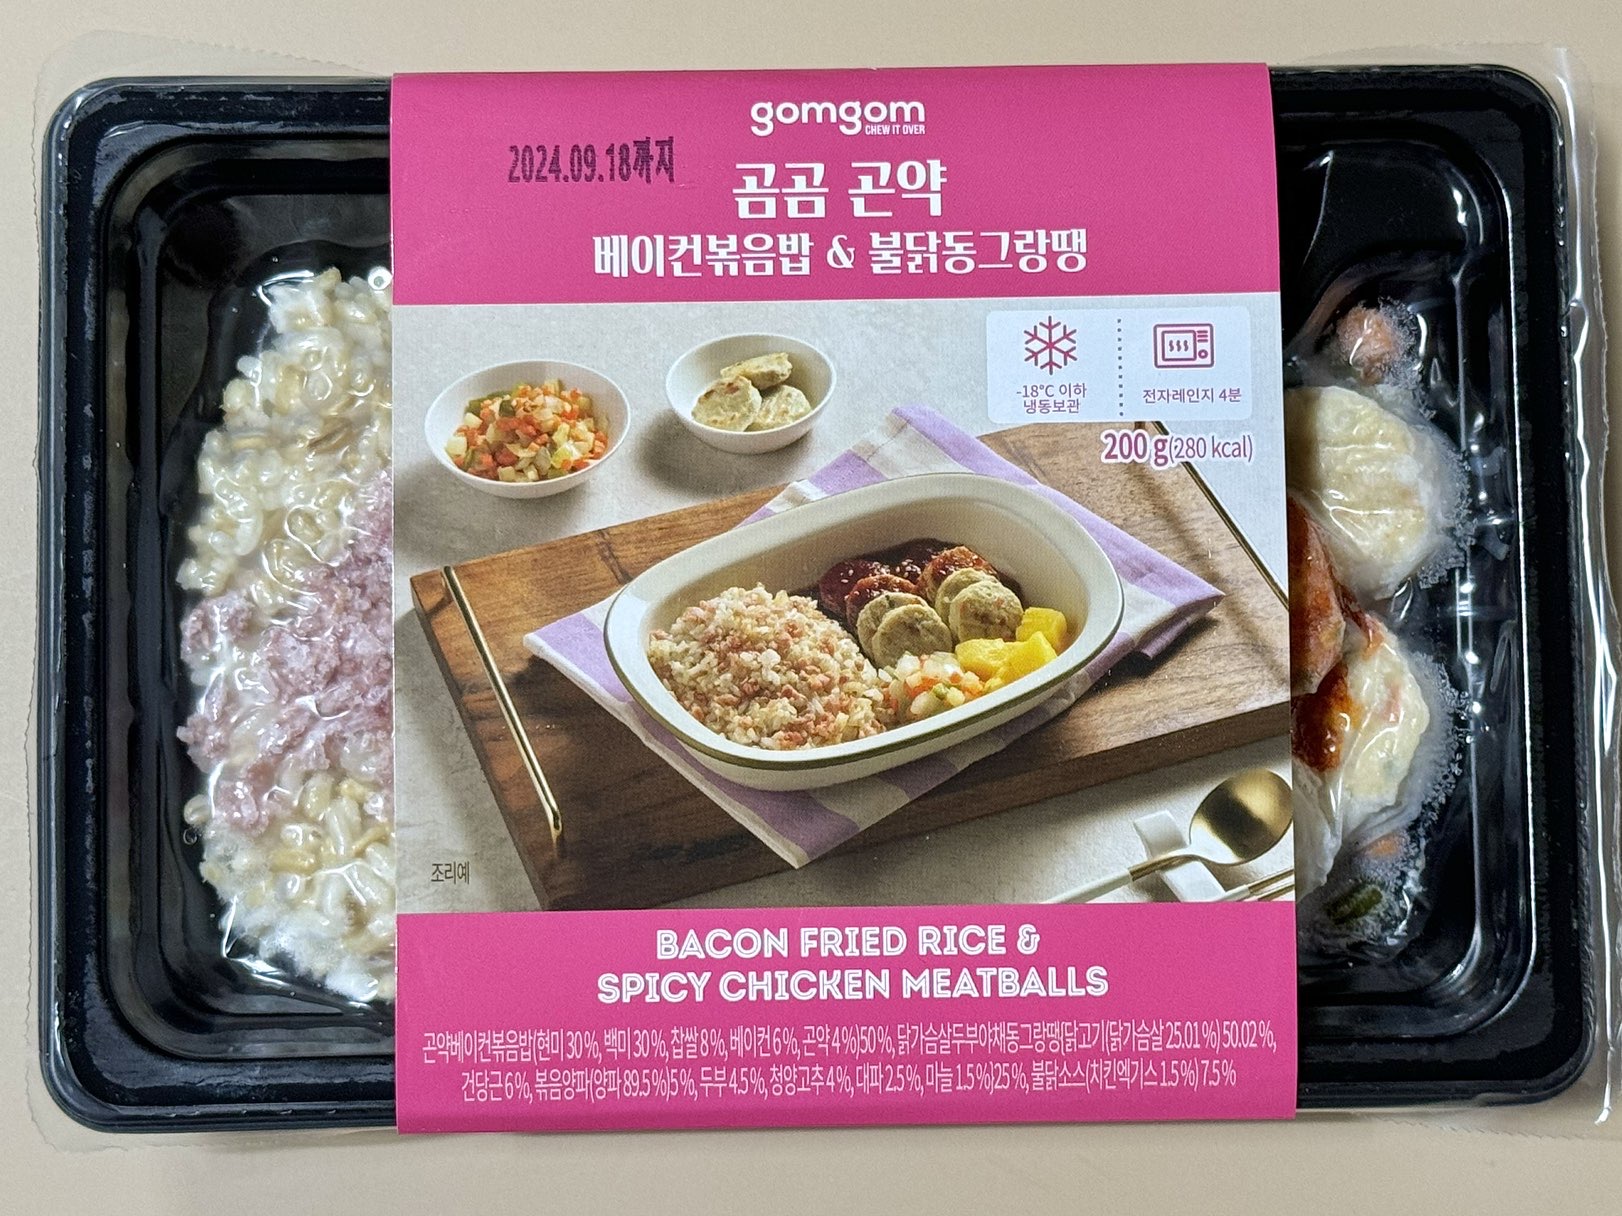 gomgom
CHEW IT OVER
2024.09.18까지
곰곰 곤약
베이컨볶음밥 & 불닭동그랑땡
-18°C 이하
냉동보관
전자레인지 4분
200 g(280 kcal)
조리예
BACON FRIED RICE &
SPICY CHICKEN MEATBALLS
곤약베이컨볶음밥(현미 30 %, 백미 30 %, 찹쌀 8 %, 베이컨 6 %, 곤약 4 %)50 %, 닭가슴살두부야채동그랑땡{닭고기(닭가슴살 25.01 %) 50.02 %,
건당근 6 %, 볶음양파(양파 89.5 %)5 %, 두부 4.5 %, 청양고추 4 %, 대파 2.5 %, 마늘 1.5 %}25 %, 불닭소스(치킨엑기스 1.5 %) 7.5 %